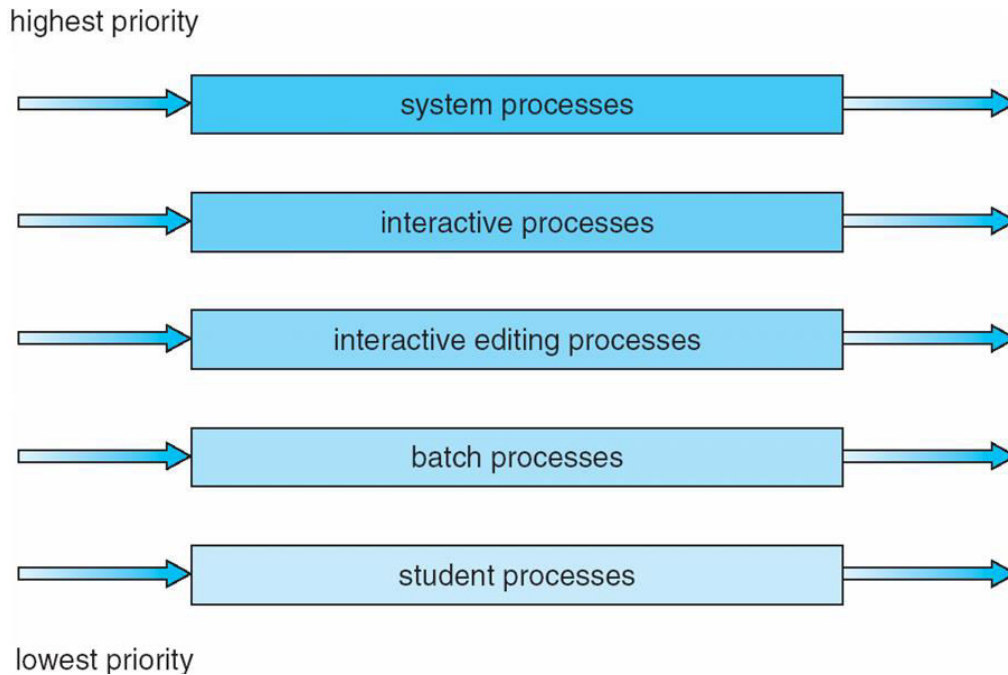 highest priority
system processes
interactive processes
interactive editing processes
batch processes
student processes
lowest priority